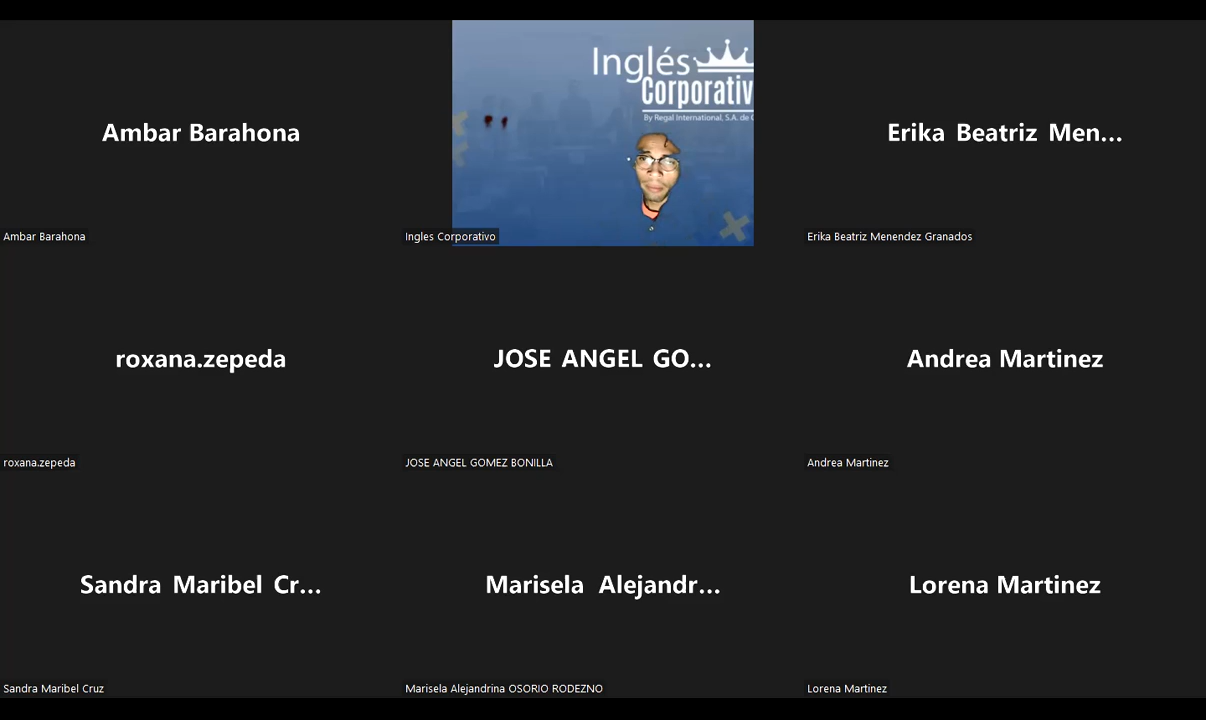 Ambar Barahona
Ambar Barahona
Inglés
Corporativ
By Regal International, S.A. de
Ingles Corporativo
Erika Beatriz Men...
Erika Beatriz Menendez Granados
roxana.zepeda
roxana.zepeda
JOSE ANGEL GO...
JOSE ANGEL GOMEZ BONILLA
Andrea Martinez
Andrea Martinez
Sandra Maribel Cr...
Sandra Maribel Cruz
Marisela Alejandr...
Marisela Alejandrina OSORIO RODEZNO
Lorena Martinez
Lorena Martinez